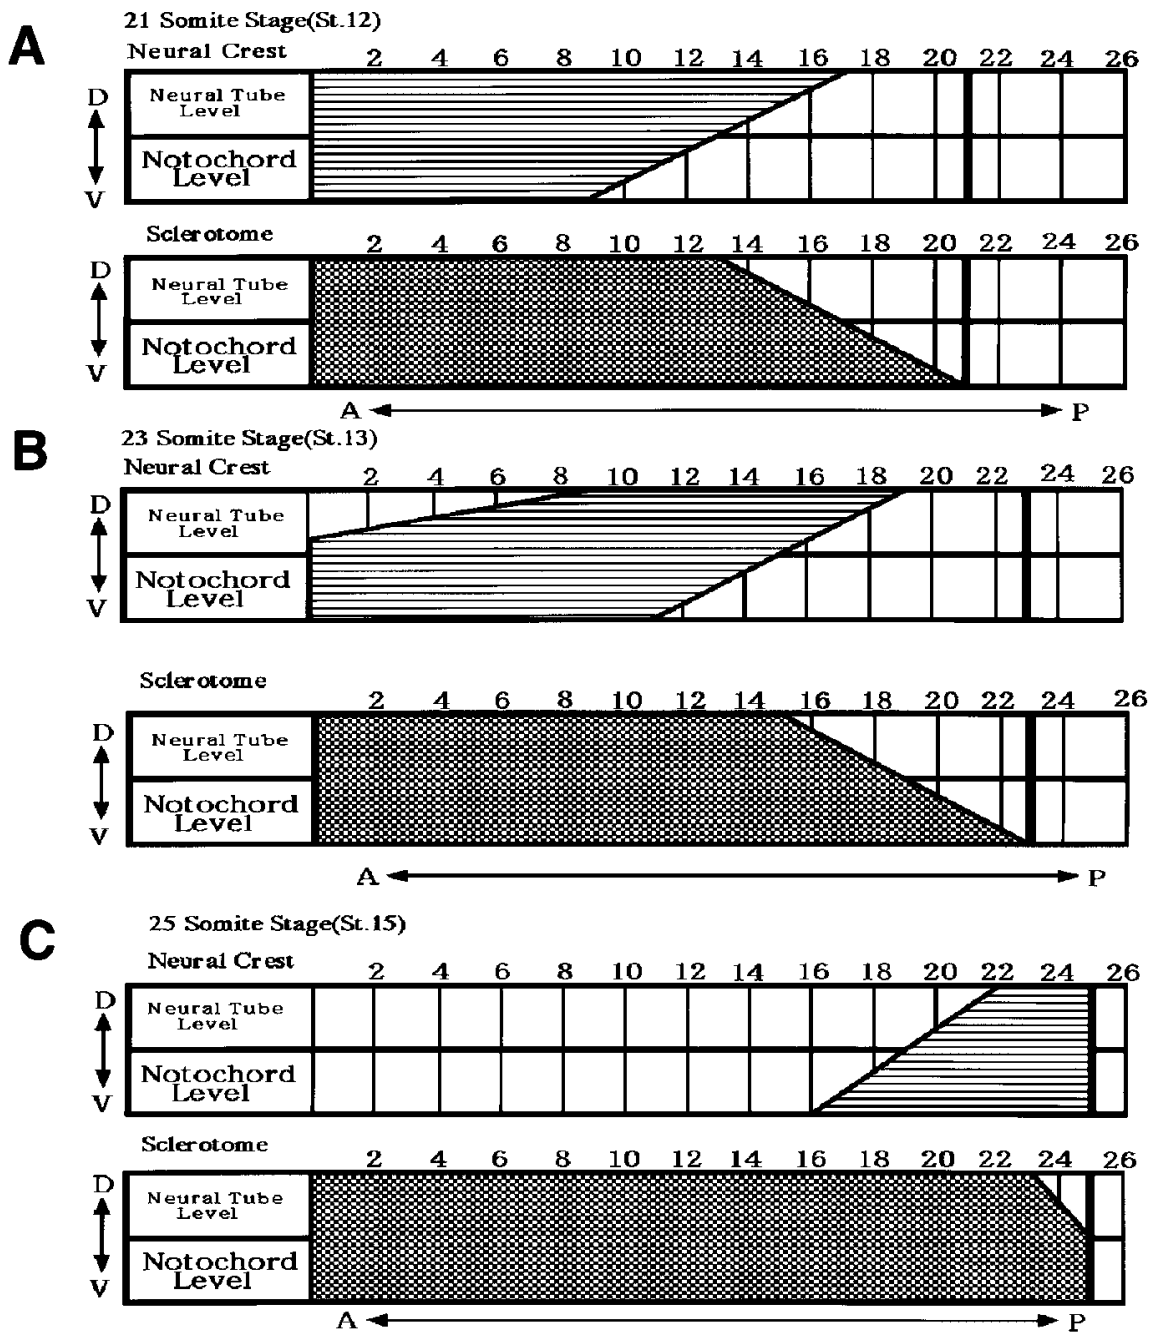 A
21 Somite Stage(St.12)
Neural Crest 2 4 6 8 10 12 14 16 18 20 22 24 26
D
Neural Tube
Level
Notochord
Level
V
Sclerotome 2 4 6 8 10 12 14 16 18 20 22 24 26
D
Neural Tube
Level
Notochord
Level
V
A P
B
23 Somite Stage(St.13)
Neural Crest 2 4 6 8 10 12 14 16 18 20 22 24 26
D
Neural Tube
Level
Notochord
Level
V
Sclerotome 2 4 6 8 10 12 14 16 18 20 22 24 26
D
Neural Tube
Level
Notochord
Level
V
A P
C
25 Somite Stage(St.15)
Neural Crest 2 4 6 8 10 12 14 16 18 20 22 24 26
D
Neural Tube
Level
Notochord
Level
V
Sclerotome 2 4 6 8 10 12 14 16 18 20 22 24 26
D
Neural Tube
Level
Notochord
Level
V
A P